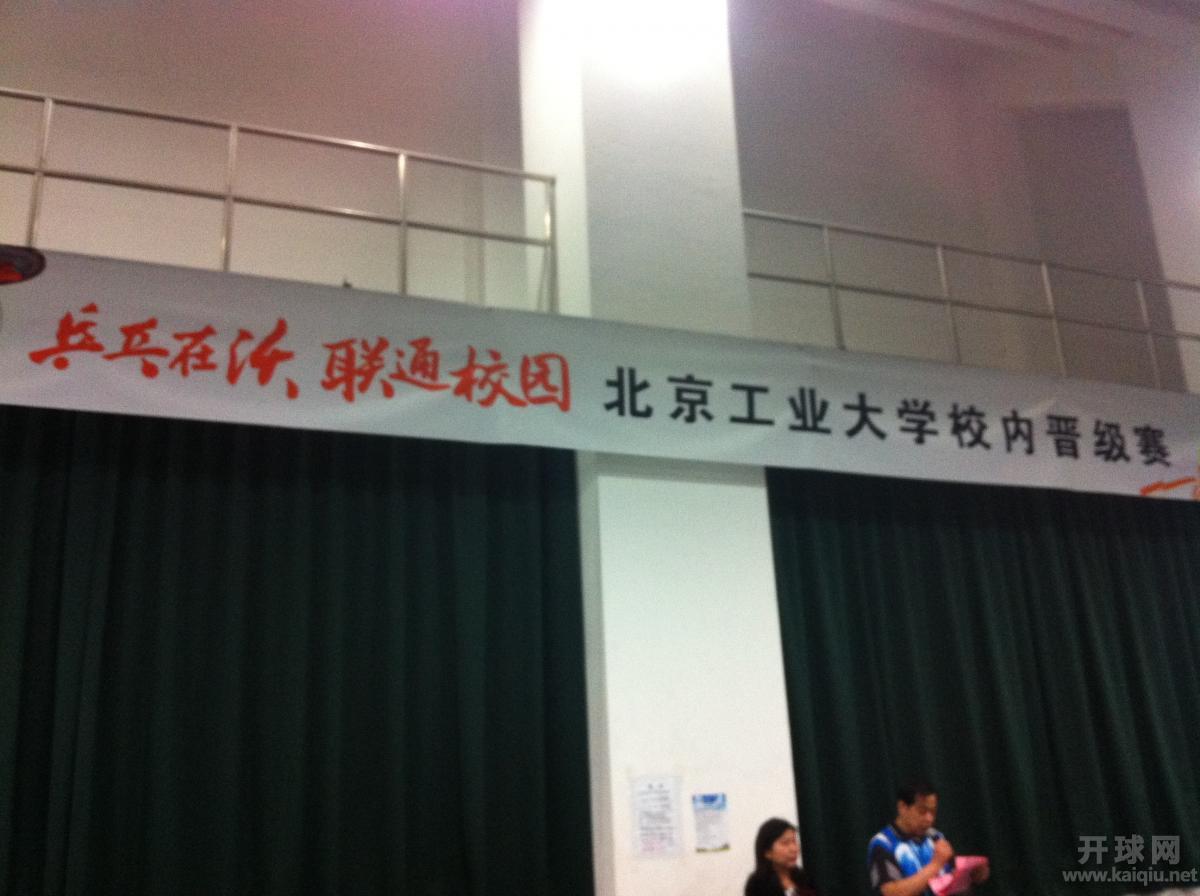 乒乓在沃 联通校园 北京工业大学校内晋级赛
开球网
www.kaiqiu.net